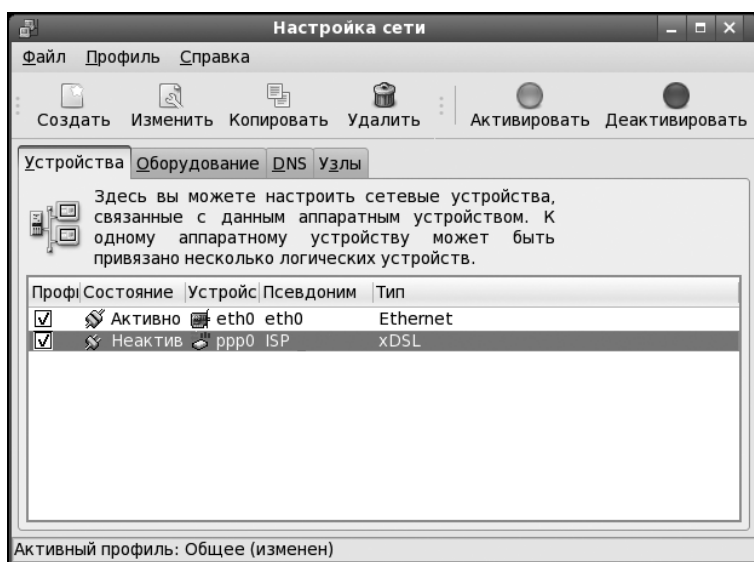 Настройка сети
Файл Профиль Справка
Создать Изменить Копировать Удалить Активировать Деактивировать
Устройства Оборудование DNS Узлы
Здесь вы можете настроить сетевые устройства,
связанные с данным аппаратным устройством. К
одному аппаратному устройству может быть
привязано несколько логических устройств.
Профи Состояние Устройс Псевдоним Тип
Активно eth0 eth0 Ethernet
Неактив ppp0 ISP xDSL
Активный профиль: Общее (изменен)